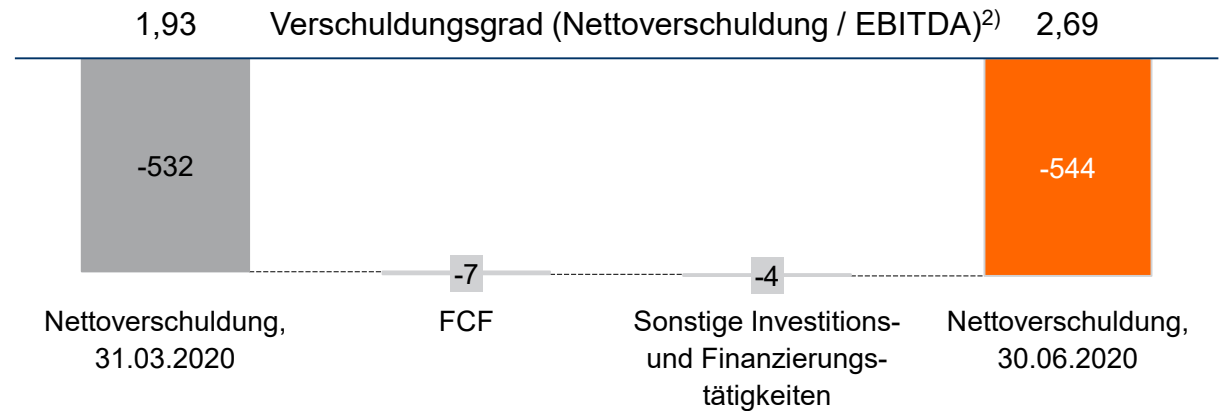 1,93 Verschuldungsgrad (Nettoverschuldung / EBITDA)2) 2,69
-532
-544
-7
-4
Nettoverschuldung,
31.03.2020
FCF
Sonstige Investitions-
und Finanzierungs-
tätigkeiten
Nettoverschuldung,
30.06.2020